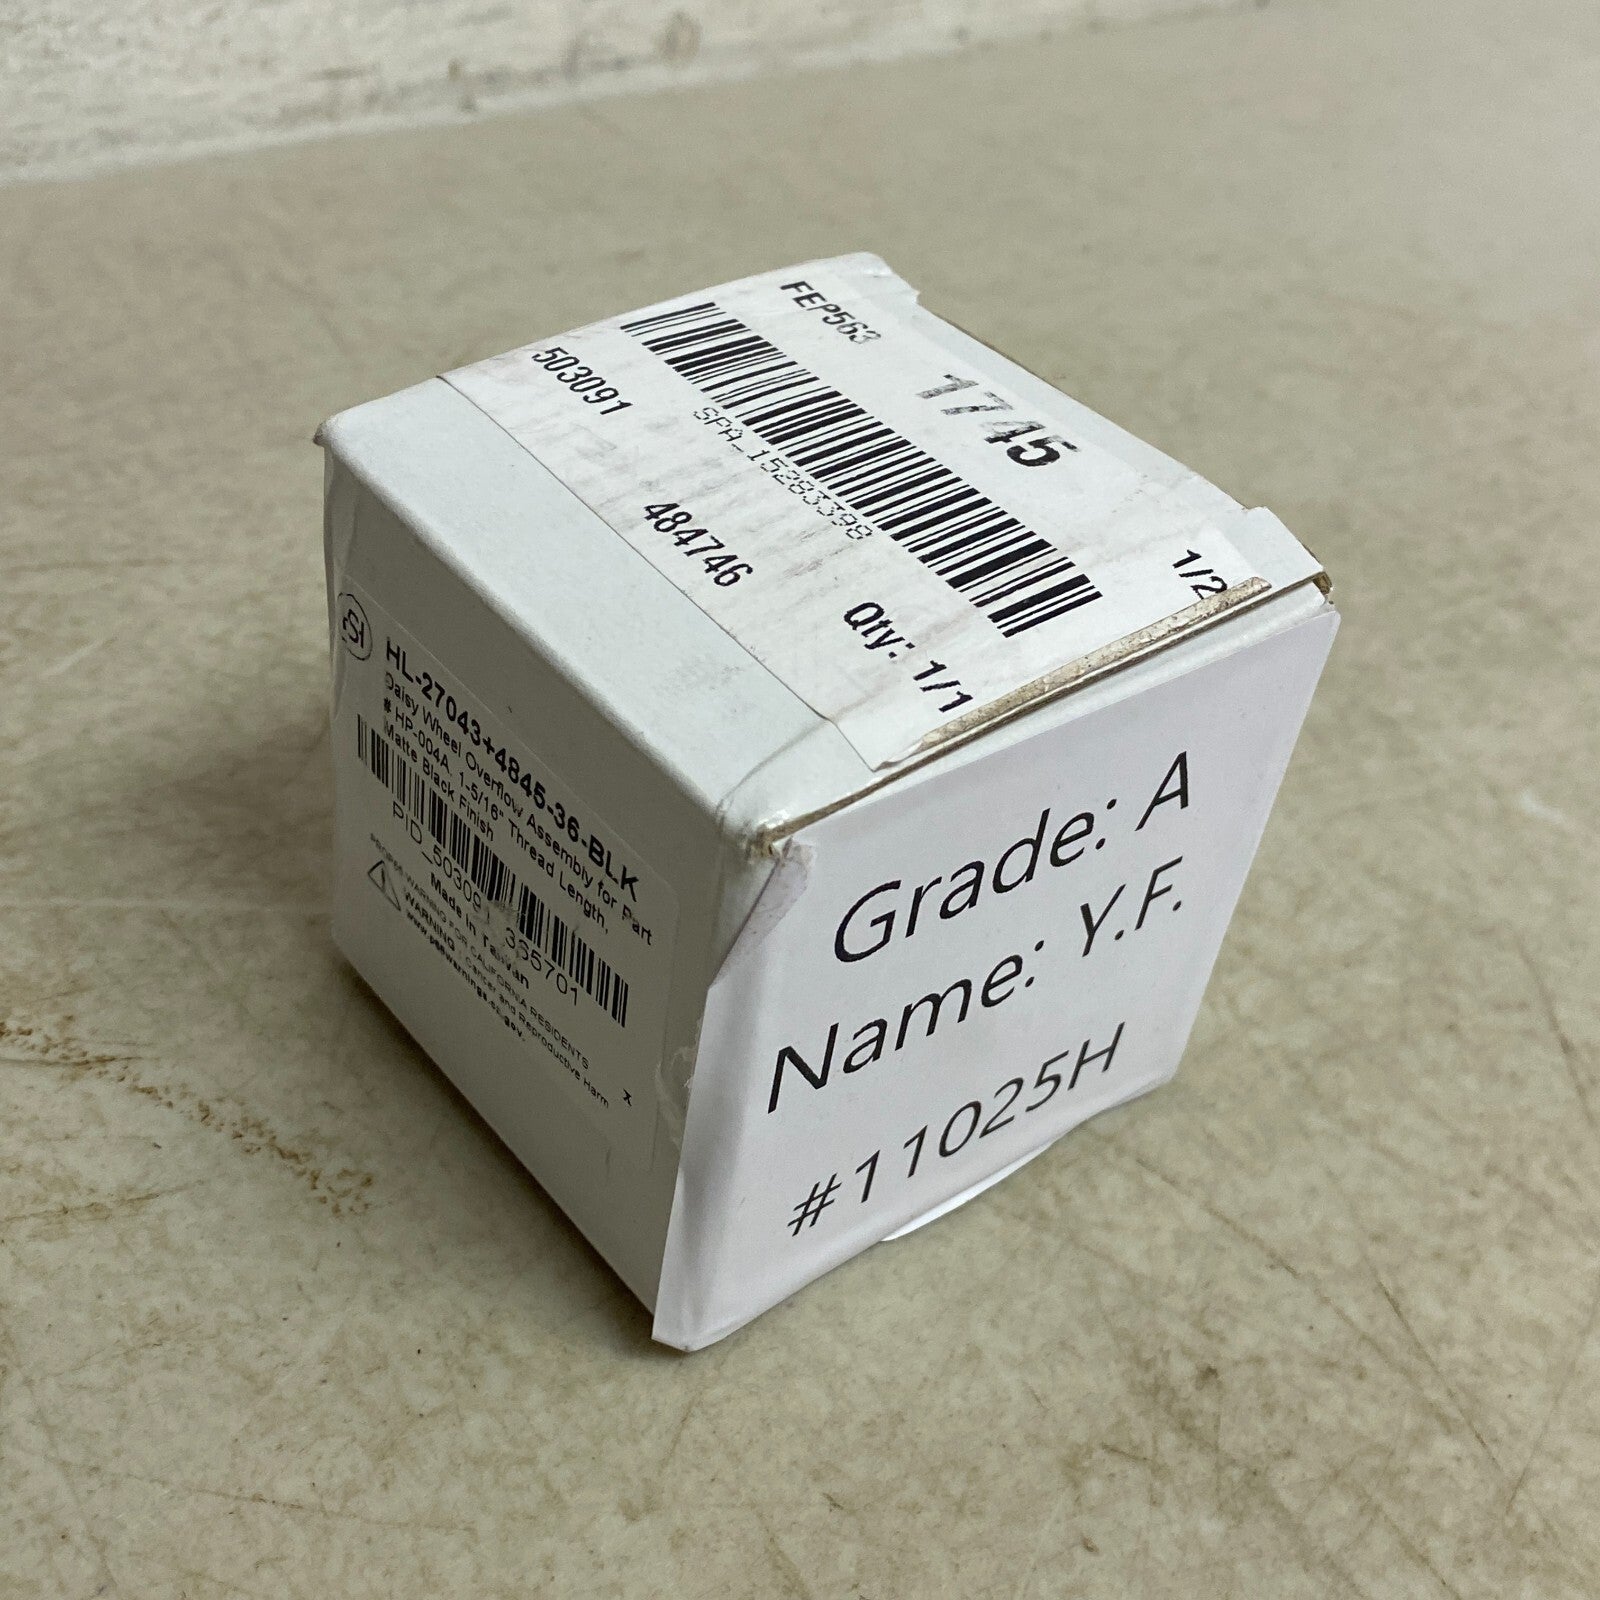 FEP563
1745
503091
SPA_15283398
484746
Qty: 1/1
1/2
HL-27043+4845-36-BLK
Daisy Wheel Overflow Assembly for Part
# HP-004A. 1-5/16" Thread Length,
Matte Black Finish
365701
Made in Taiwan
WARNING FOR CALIFORNIA RESIDENTS
WARNING: Cancer and Reproductive Harm
X
Grade: A
Name: Y.F.
#11025H